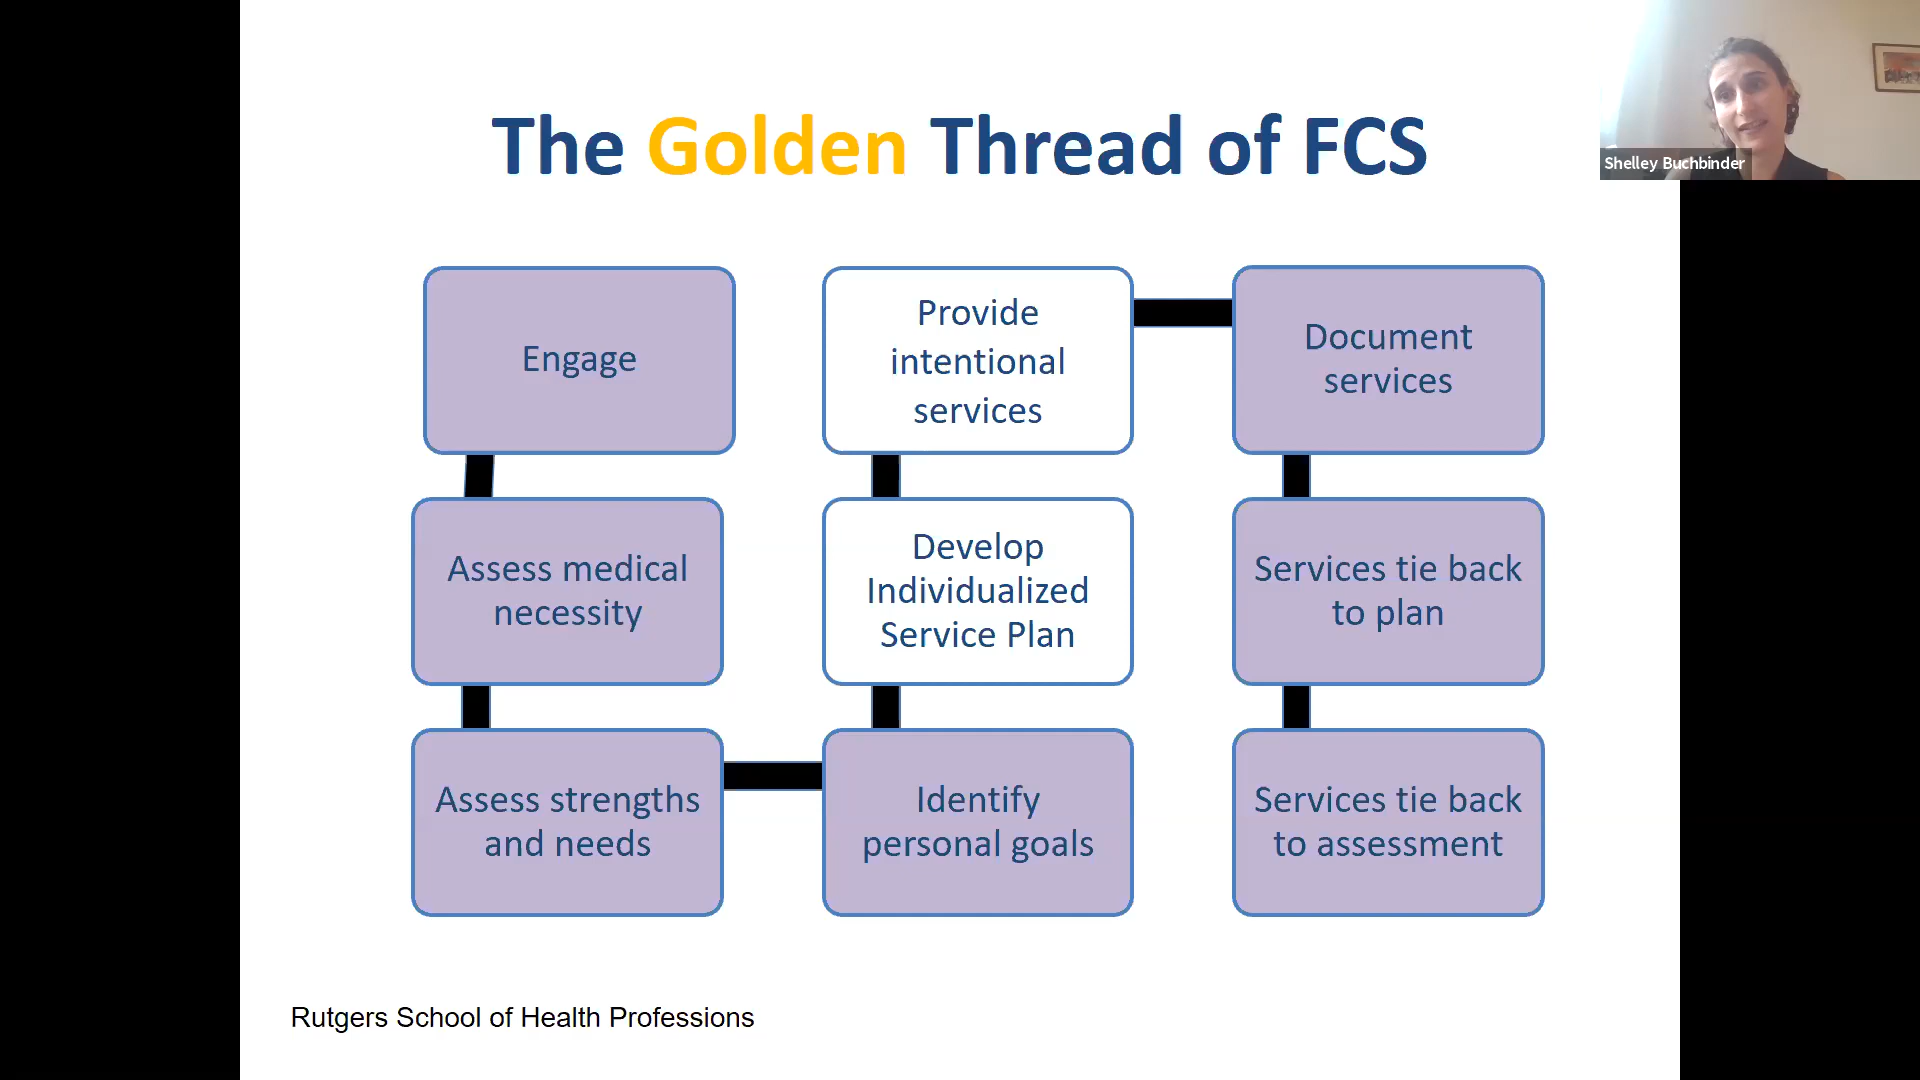 The Golden Thread of FCS
Shelley Buchbinder
Engage
Assess medical
necessity
Assess strengths
and needs
Identify
personal goals
Develop
Individualized
Service Plan
Provide
intentional
services
Document
services
Services tie back
to plan
Services tie back
to assessment
Rutgers School of Health Professions